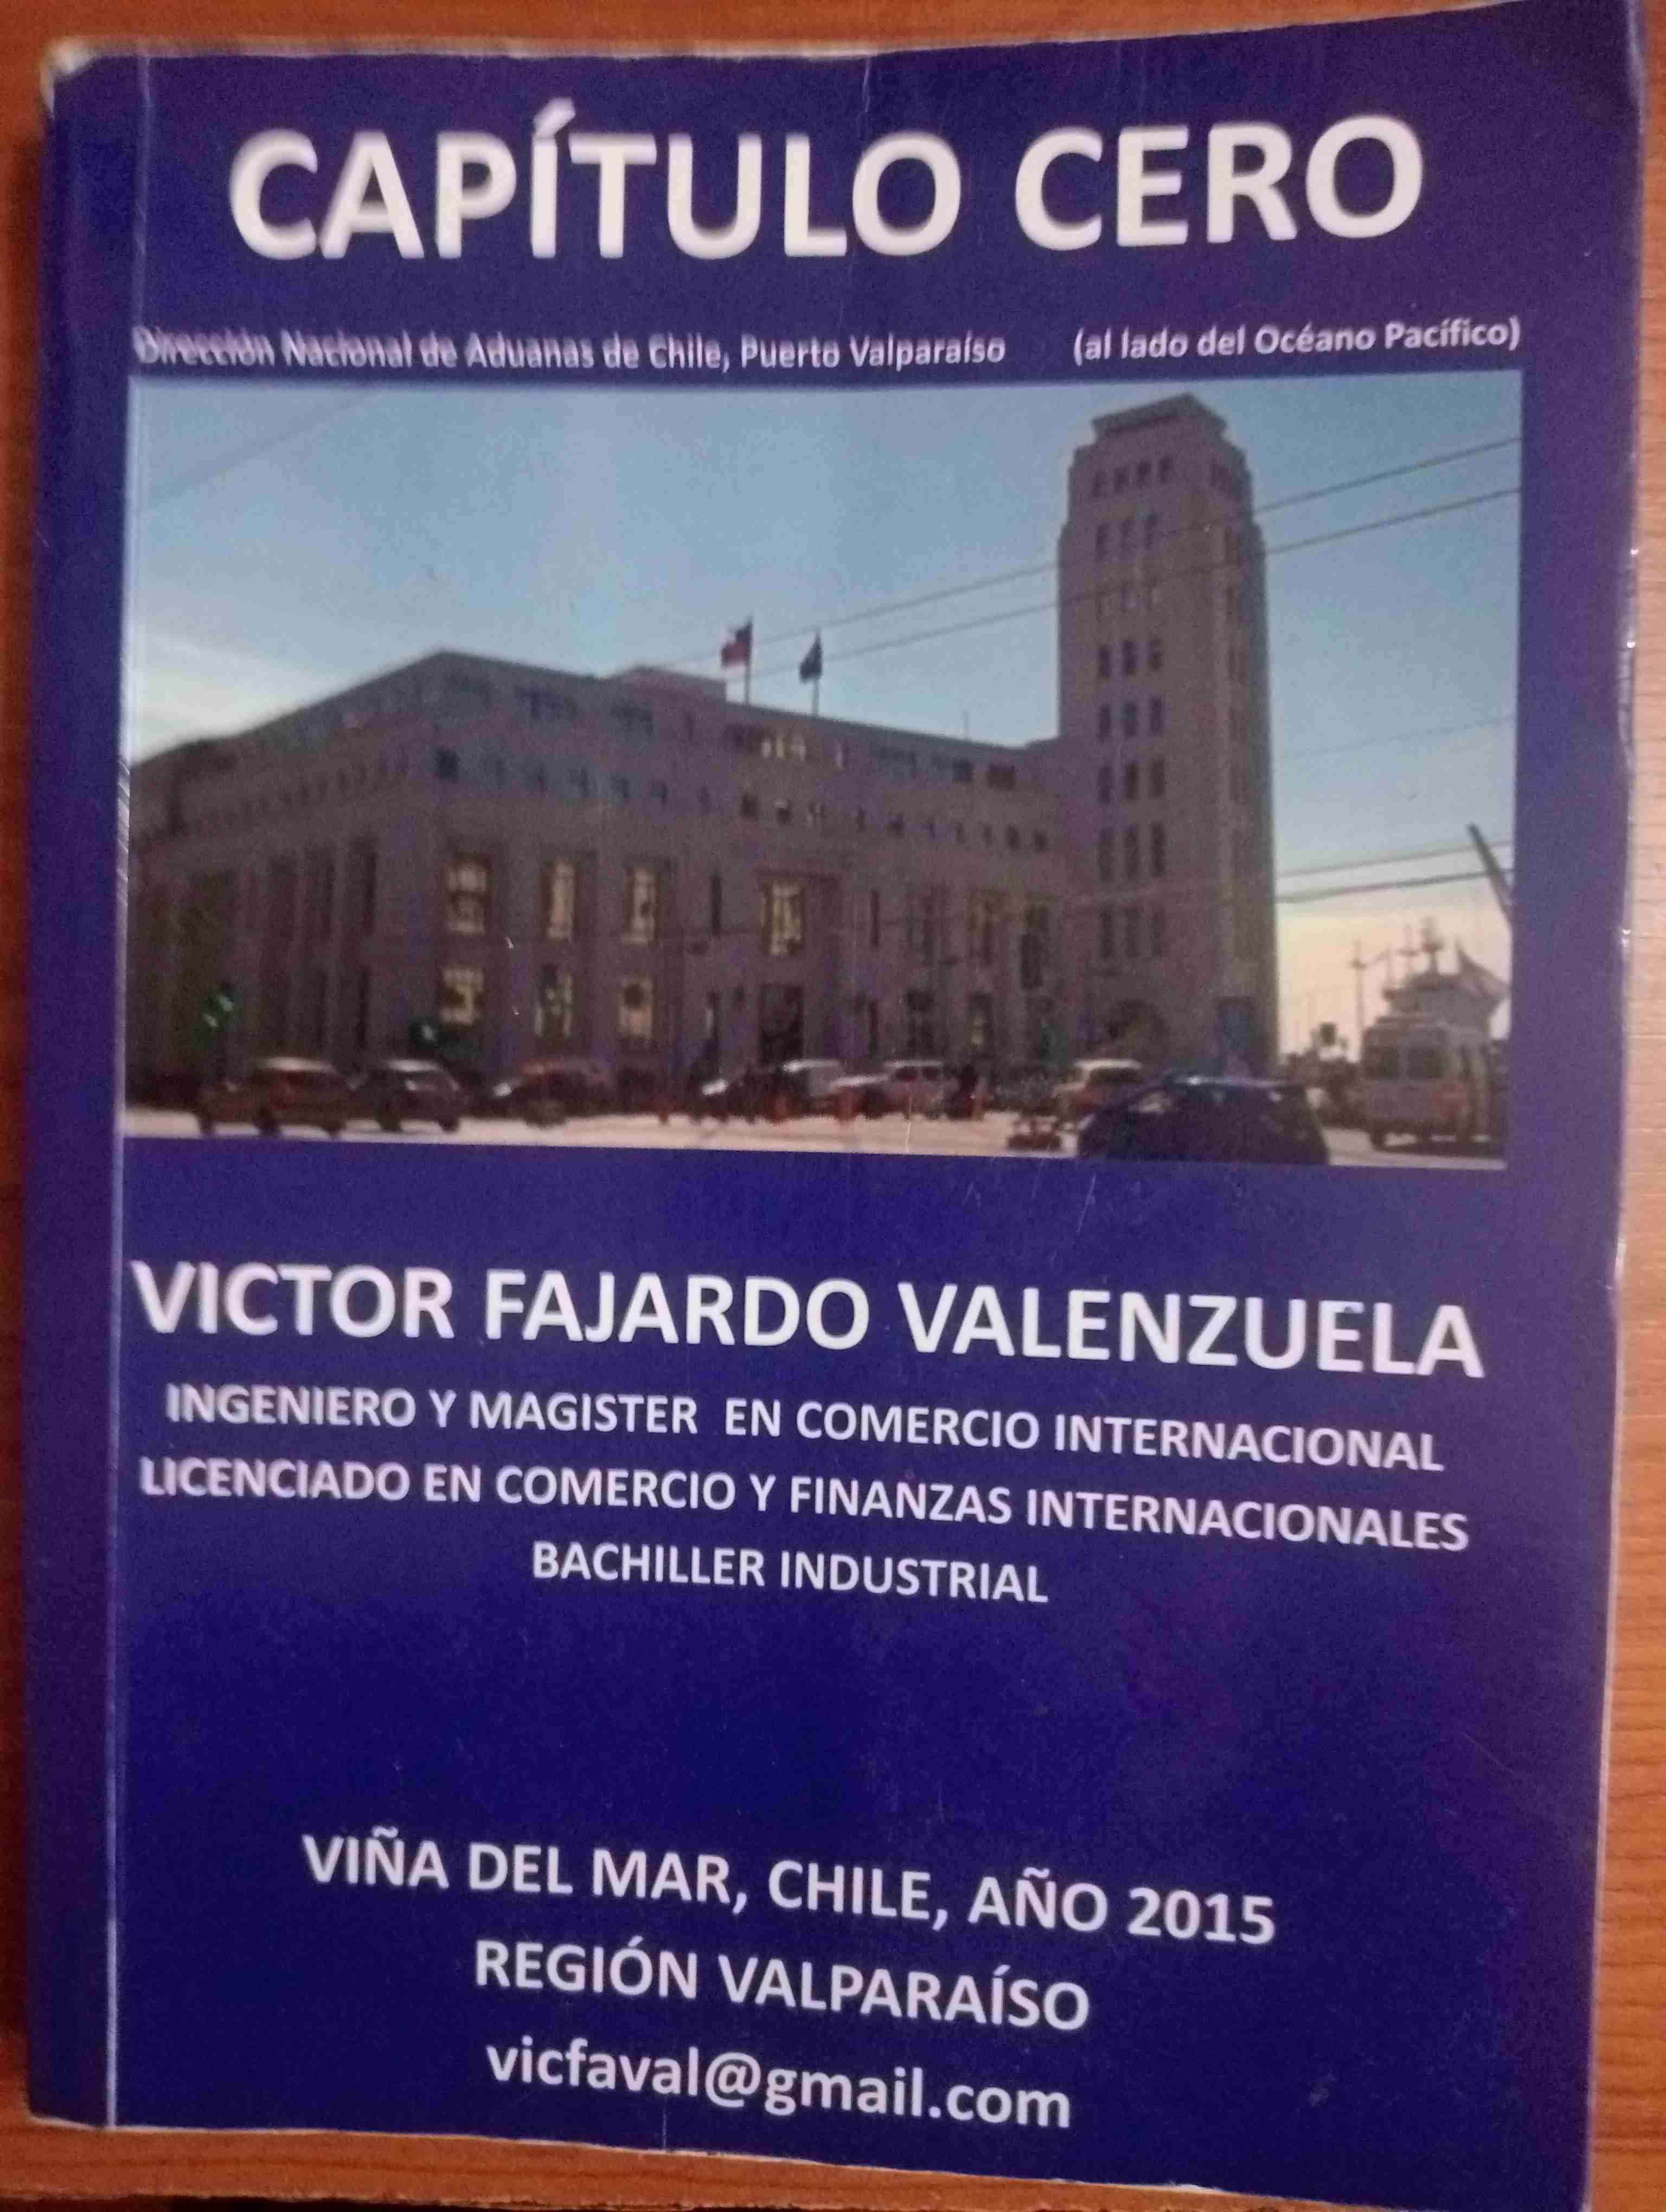 CAPÍTULO CERO
Dirección Nacional de Aduanas de Chile, Puerto Valparaíso (al lado del Océano Pacífico)
VICTOR FAJARDO VALENZUELA
INGENIERO Y MAGISTER EN COMERCIO INTERNACIONAL
LICENCIADO EN COMERCIO Y FINANZAS INTERNACIONALES
BACHILLER INDUSTRIAL
VIÑA DEL MAR, CHILE, AÑO 2015
REGIÓN VALPARAÍSO
vicfaval@gmail.com